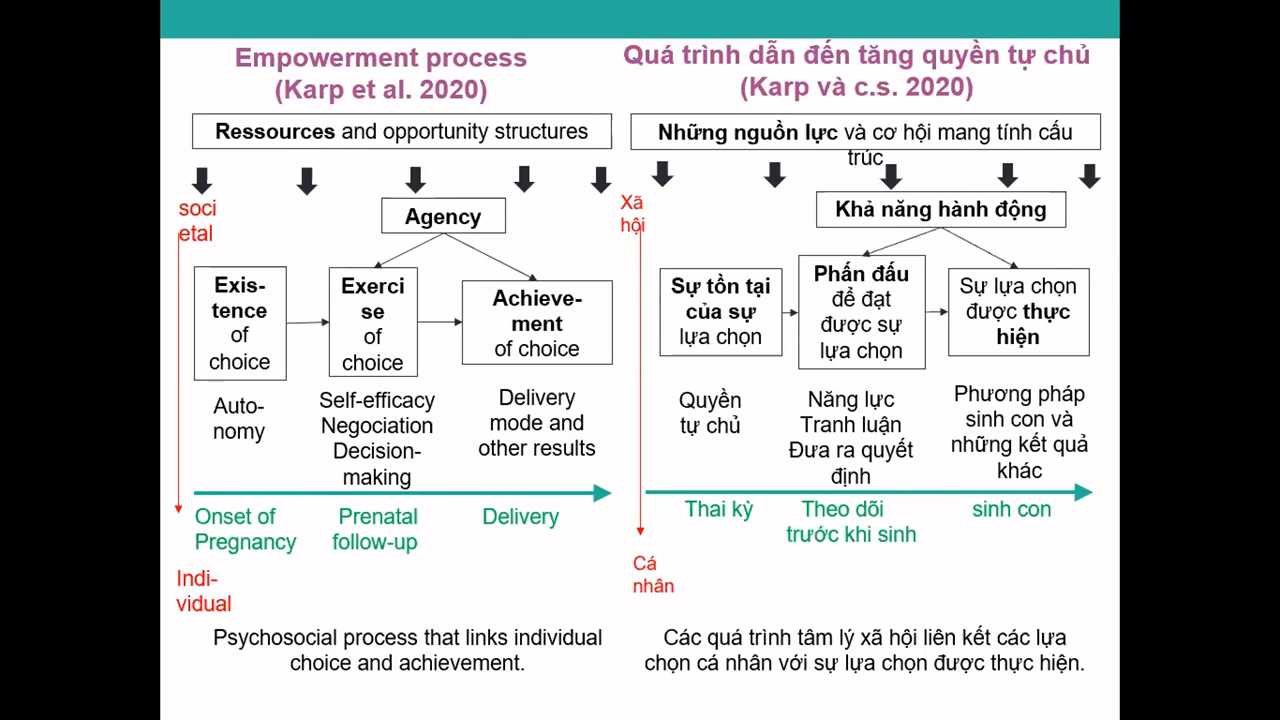 Empowerment process
(Karp et al. 2020)
Ressources and opportunity structures
soci
etal
Agency
Exis-
tence
of
choice
Exerci
se
of
choice
Achieve-
ment
of choice
Auto-
nomy
Self-efficacy
Negociation
Decision-
making
Delivery
mode and
other results
Onset of
Pregnancy
Prenatal
follow-up
Delivery
Indi-
vidual
Psychosocial process that links individual
choice and achievement.
Quá trình dẫn đến tăng quyền tự chủ
(Karp và c.s. 2020)
Những nguồn lực và cơ hội mang tính cấu
trúc
Xã
hội
Khả năng hành động
Sự tồn tại
của sự
lựa chọn
Phấn đấu
để đạt
được sự
lựa chọn
Sự lựa chọn
được thực
hiện
Quyền
tự chủ
Năng lực
Tranh luận
Đưa ra quyết
định
Phương pháp
sinh con và
những kết quả
khác
Thai kỳ
Theo dõi
trước khi sinh
sinh con
Cá
nhân
Các quá trình tâm lý xã hội liên kết các lựa
chọn cá nhân với sự lựa chọn được thực hiện.